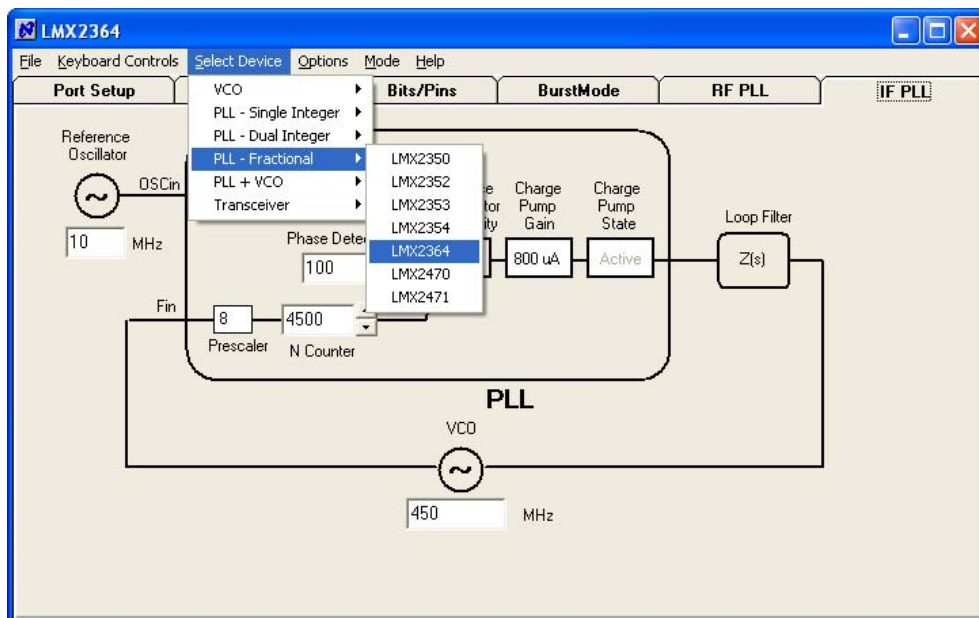 LMX2364
File Keyboard Controls Select Device Options Mode Help
Port Setup Bits/Pins BurstMode RF PLL IF PLL
VCO
PLL - Single Integer
PLL - Dual Integer
PLL - Fractional
PLL + VCO
Transceiver
LMX2350
LMX2352
LMX2353
LMX2354
LMX2364
LMX2470
LMX2471
Reference
Oscillator
OSCin
10 MHz
Charge
Pump
Gain
Charge
Pump
State
800 uA
Active
Loop Filter
Z(s)
Phase
100
Fin
8
4500
Prescaler
N Counter
PLL
VCO
450 MHz